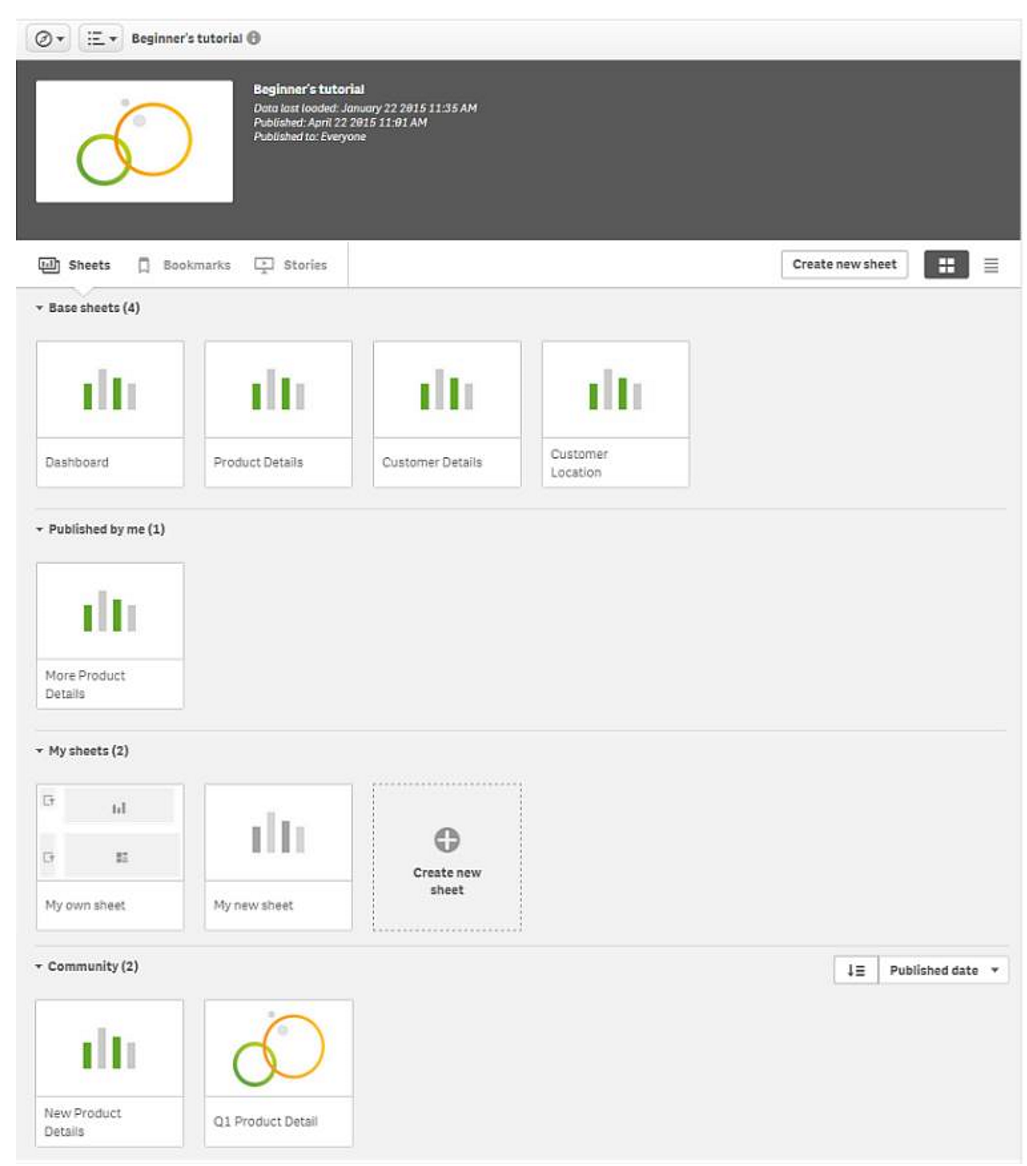 Beginner's tutorial
Beginner's tutorial
Data last loaded: January 22 2015 11:35 AM
Published: April 22 2015 11:01 AM
Published to: Everyone
Sheets Bookmarks Stories Create new sheet
Base sheets (4)
Dashboard
Product Details
Customer Details
Customer
Location
Published by me (1)
More Product
Details
My sheets (2)
My own sheet
My new sheet
Create new
sheet
Community (2)
Published date
New Product
Details
Q1 Product Detail